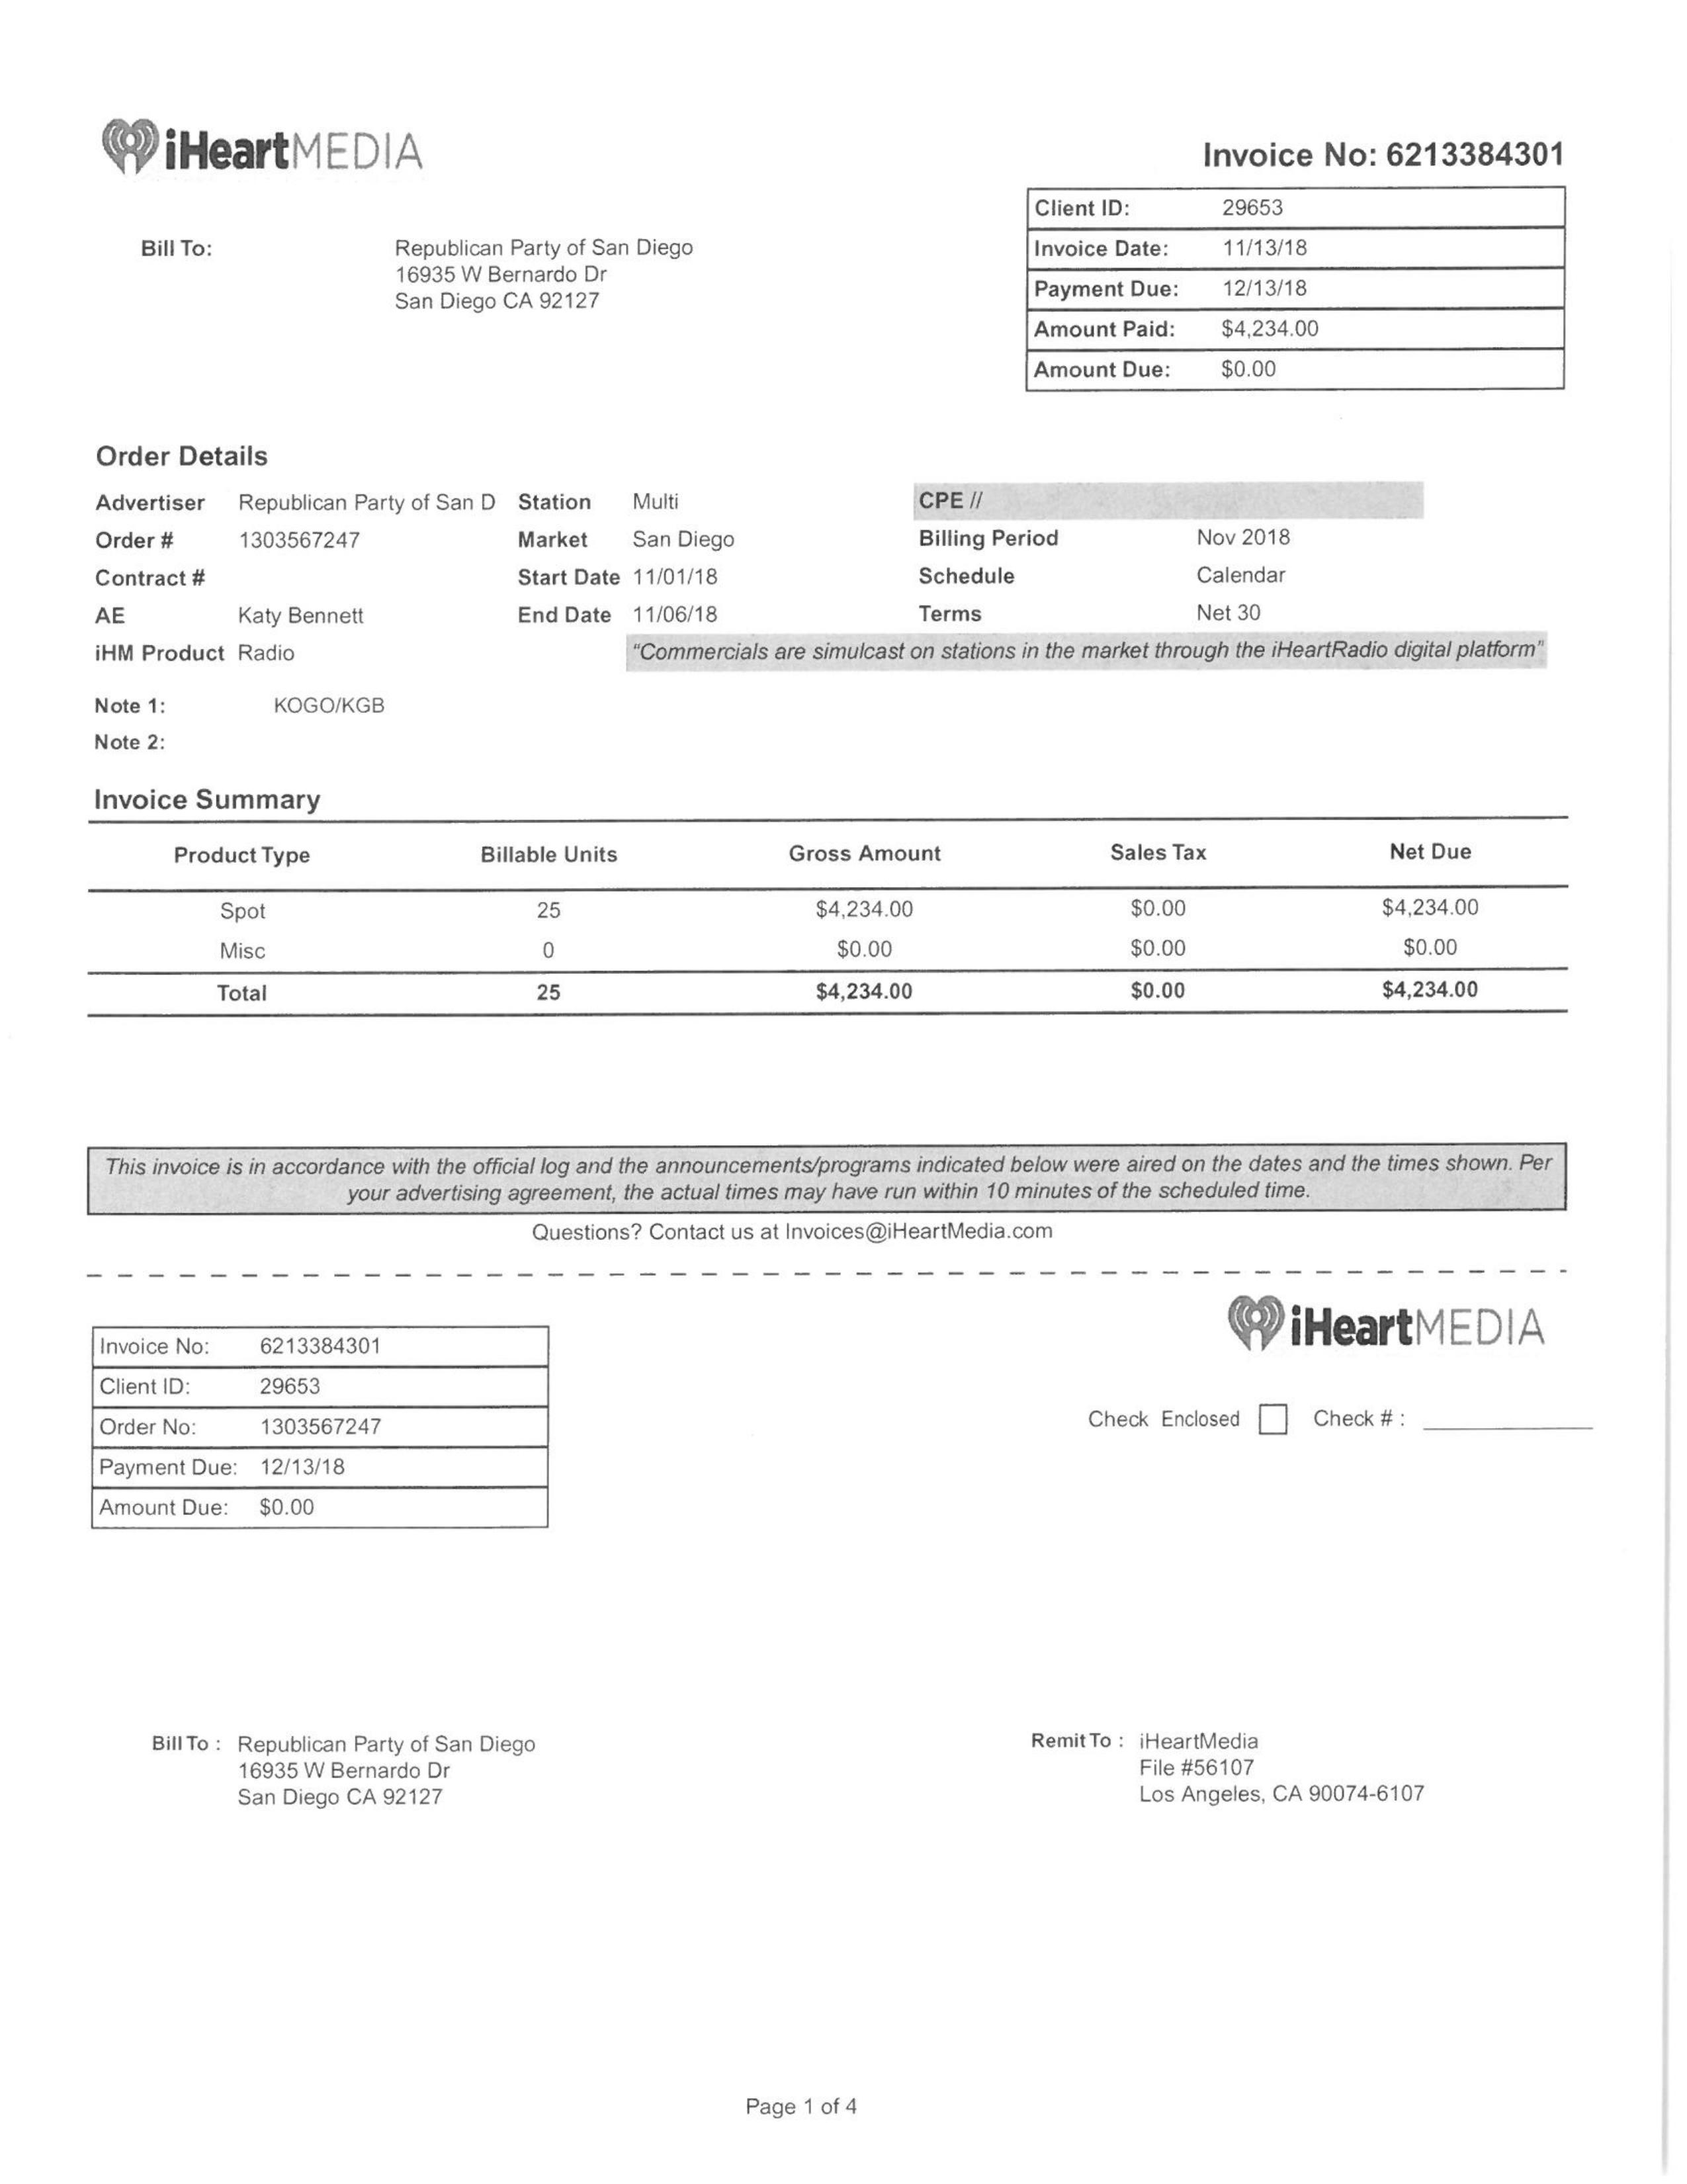 iHeartMEDIA
Invoice No: 6213384301
Client ID: 29653
Invoice Date: 11/13/18
Payment Due: 12/13/18
Amount Paid: $4,234.00
Amount Due: $0.00
Bill To: Republican Party of San Diego
16935 W Bernardo Dr
San Diego CA 92127
Order Details
Advertiser Republican Party of San D Station Multi CPE //
Order # 1303567247 Market San Diego Billing Period Nov 2018
Contract # Start Date 11/01/18 Schedule Calendar
AE Katy Bennett End Date 11/06/18 Terms Net 30
iHM Product Radio "Commercials are simulcast on stations in the market through the iHeartRadio digital platform"
Note 1: KOGO/KGB
Note 2:
Invoice Summary
Product Type Billable Units Gross Amount Sales Tax Net Due
Spot 25 $4,234.00 $0.00 $4,234.00
Misc 0 $0.00 $0.00 $0.00
Total 25 $4,234.00 $0.00 $4,234.00
This invoice is in accordance with the official log and the announcements/programs indicated below were aired on the dates and the times shown. Per
your advertising agreement, the actual times may have run within 10 minutes of the scheduled time.
Questions? Contact us at Invoices@iHeartMedia.com
iHeartMEDIA
Invoice No: 6213384301
Client ID: 29653
Order No: 1303567247
Payment Due: 12/13/18
Amount Due: $0.00
Check Enclosed Check # :
Bill To : Republican Party of San Diego
16935 W Bernardo Dr
San Diego CA 92127
Remit To : iHeartMedia
File #56107
Los Angeles, CA 90074-6107
Page 1 of 4